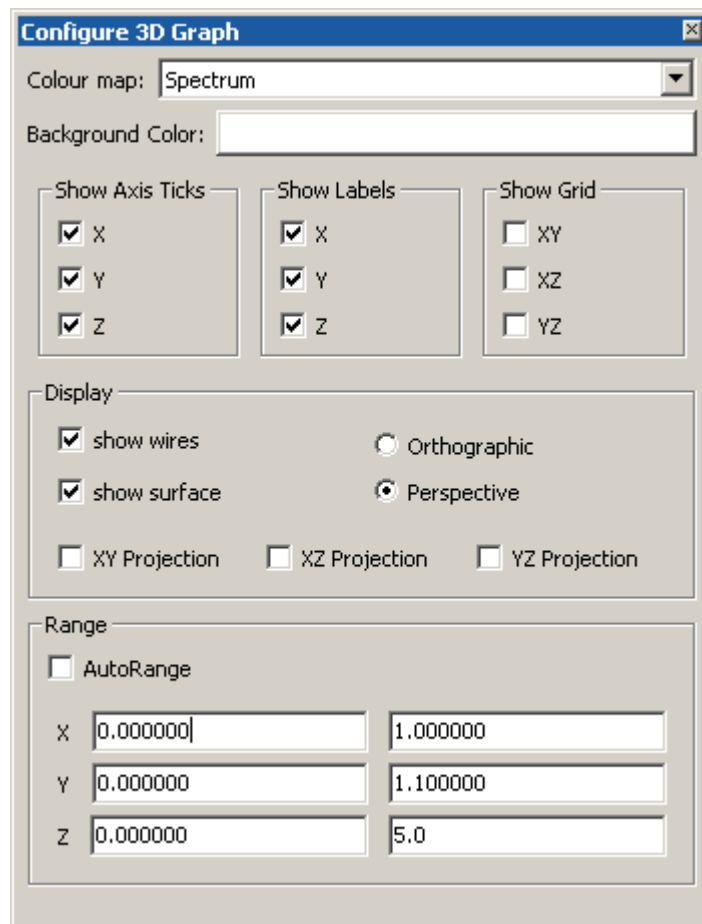 Configure 3D Graph
Colour map: Spectrum
Background Color:
Show Axis Ticks Show Labels Show Grid
X X XY
Y Y XZ
Z Z YZ
Display
show wires Orthographic
show surface Perspective
XY Projection XZ Projection YZ Projection
Range
AutoRange
X 0.000000 1.000000
Y 0.000000 1.100000
Z 0.000000 5.0